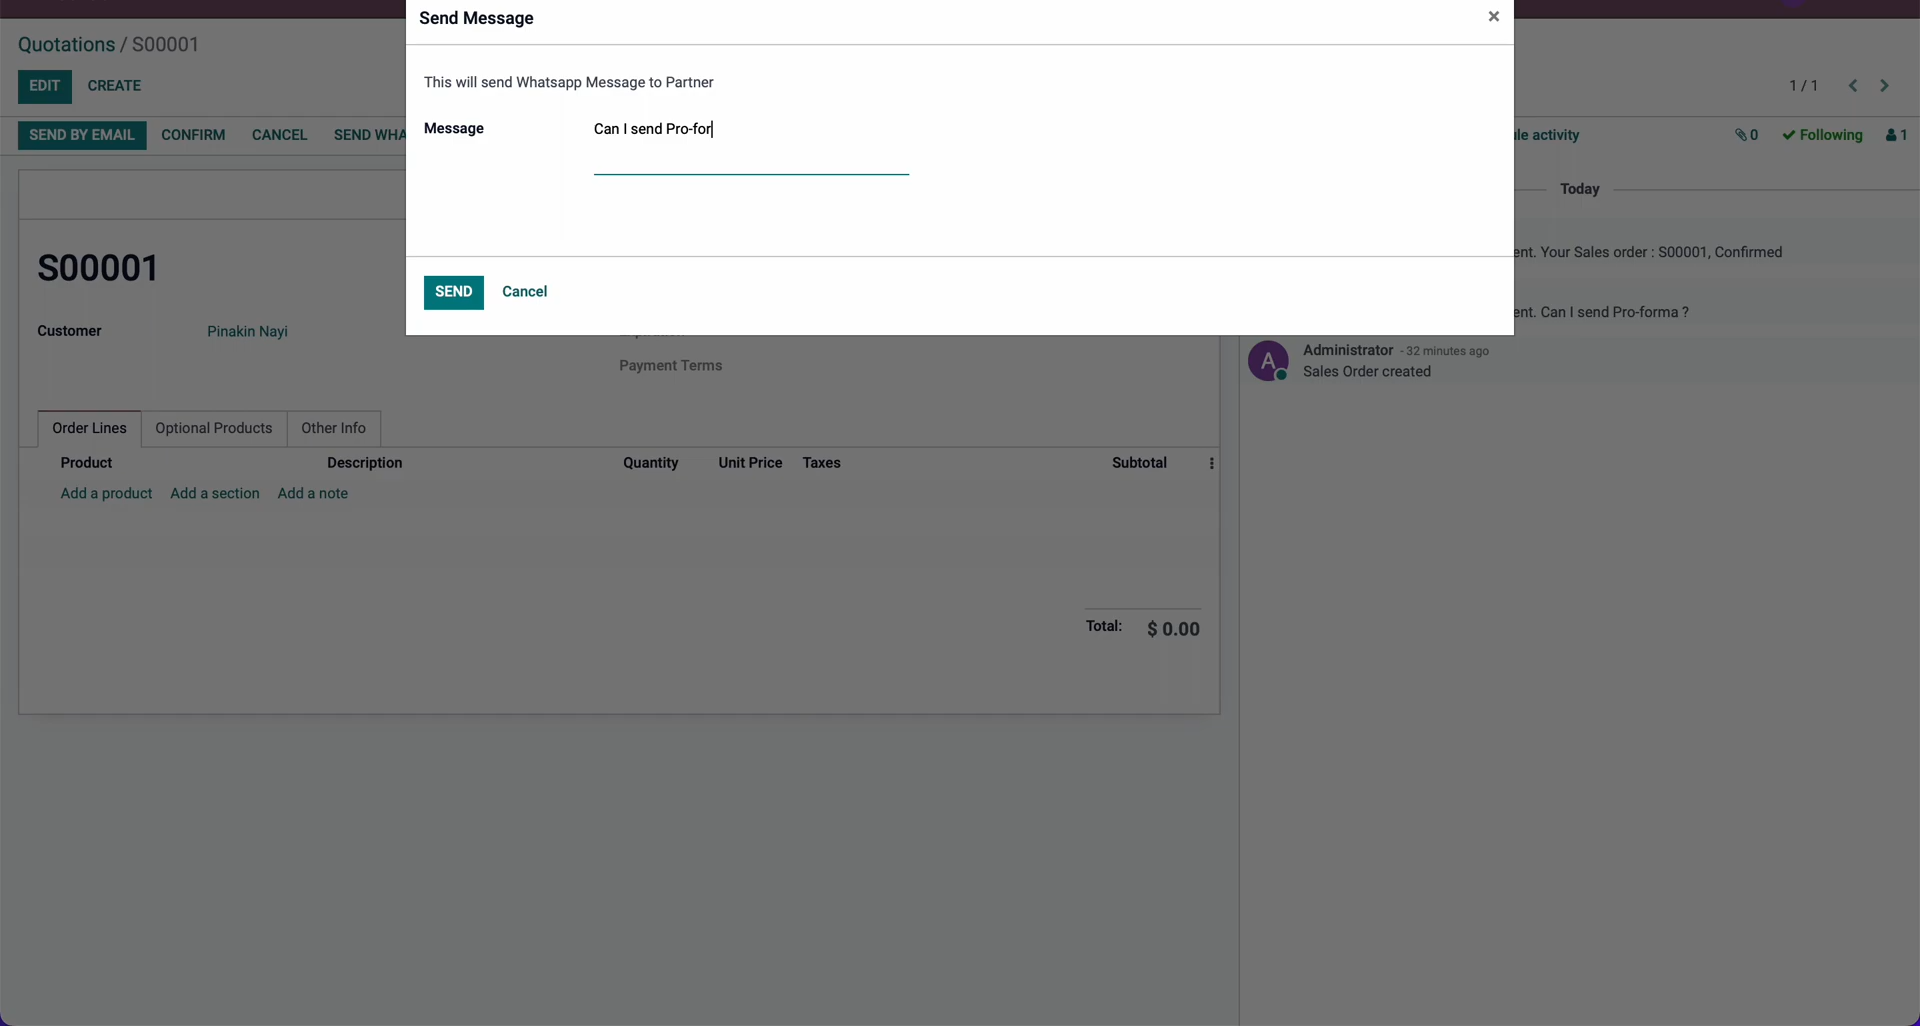 Send Message
×
Quotations / S00001
EDIT CREATE
1 / 1
This will send Whatsapp Message to Partner
Message Can I send Pro-for
SEND BY EMAIL CONFIRM CANCEL SEND WHA
ule activity 0 Following 1
Today
S00001
ent. Your Sales order : S00001, Confirmed
SEND Cancel
ent. Can I send Pro-forma ?
Customer Pinakin Nayi
Payment Terms
A Administrator - 32 minutes ago
Sales Order created
Order Lines Optional Products Other Info
Product Description Quantity Unit Price Taxes Subtotal
Add a product Add a section Add a note
Total: $ 0.00